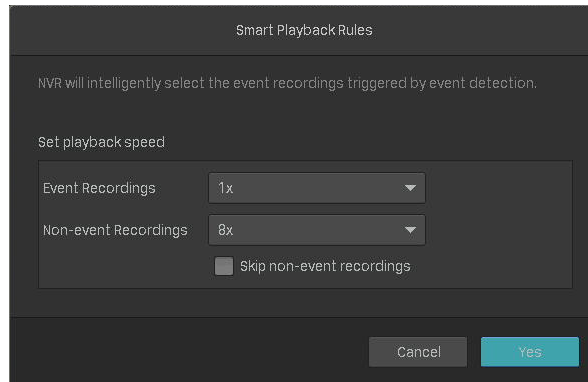 Smart Playback Rules
NVR will intelligently select the event recordings triggered by event detection.
Set playback speed
Event Recordings 1x
Non-event Recordings 8x
Skip non-event recordings
Cancel Yes